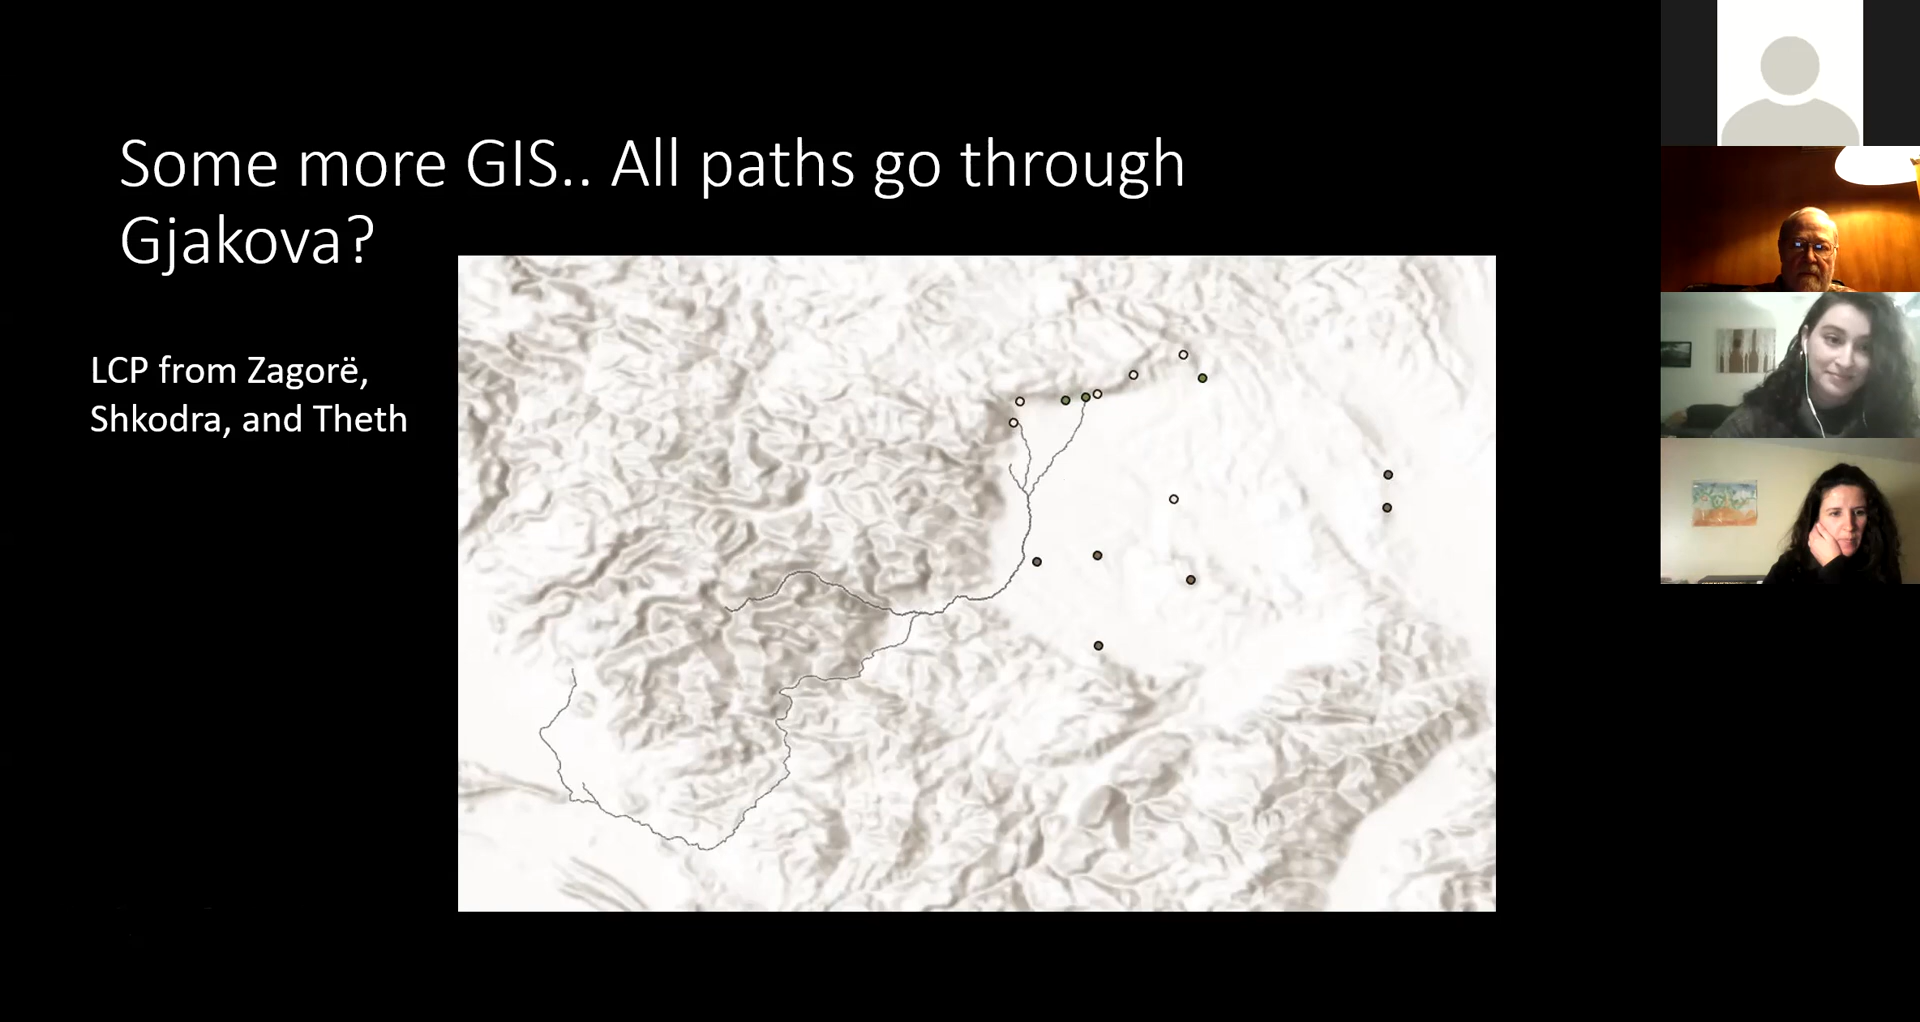 Some more GIS.. All paths go through
Gjakova?
LCP from Zagorë,
Shkodra, and Theth